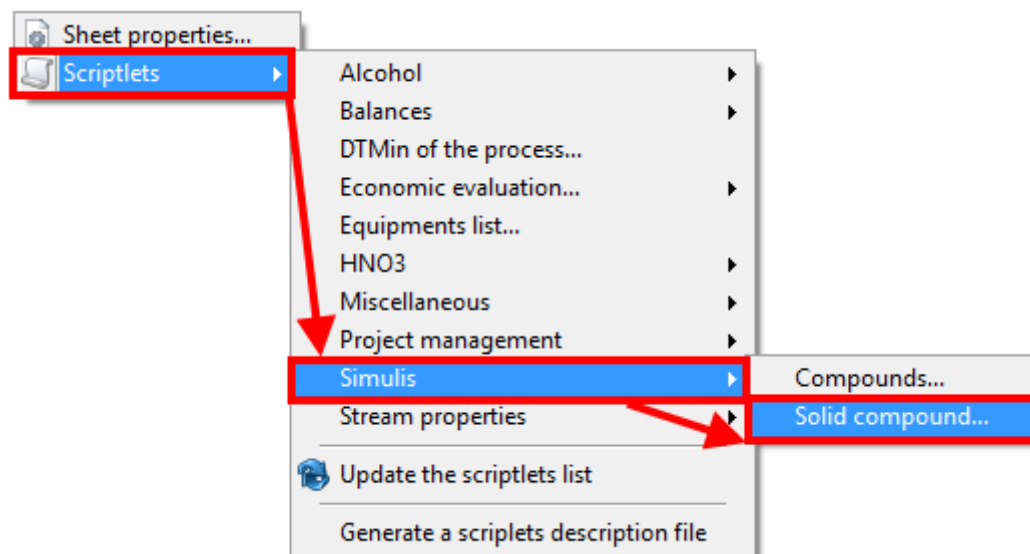 Sheet properties...
Scriptlets
Alcohol
Balances
DTMin of the process...
Economic evaluation...
Equipments list...
HNO3
Miscellaneous
Project management
Simulis
Compounds...
Solid compound...
Stream properties
Update the scriptlets list
Generate a scriplets description file